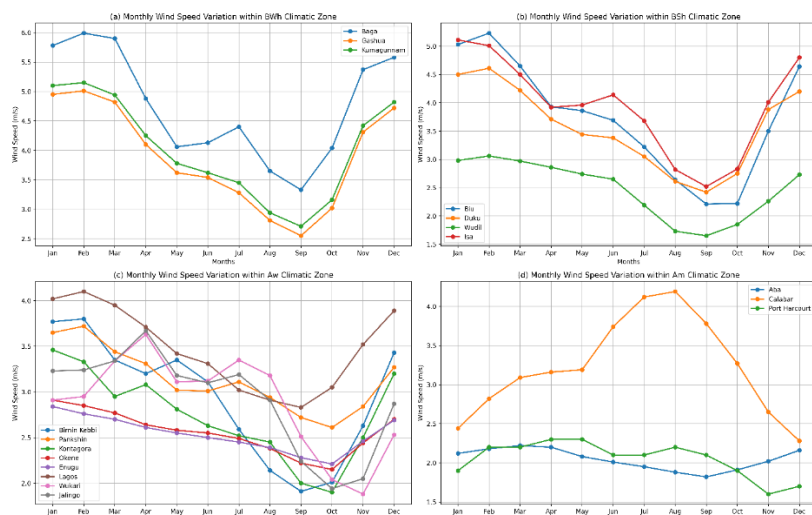 (a) Monthly Wind Speed Variation within BWh Climatic Zone
6.0
5.5
5.0
4.5
4.0
3.5
3.0
2.5
Wind Speed (m/s)
Baga
Gashua
Kumagunnam
Jan Feb Mar Apr May Jun Jul Aug Sep Oct Nov Dec
Months
(b) Monthly Wind Speed Variation within BSh Climatic Zone
5.0
4.5
4.0
3.5
3.0
2.5
2.0
1.5
Wind Speed (m/s)
Biu
Duku
Wudil
Isa
Jan Feb Mar Apr May Jun Jul Aug Sep Oct Nov Dec
Months
(c) Monthly Wind Speed Variation within Aw Climatic Zone
4.0
3.5
3.0
2.5
2.0
Wind Speed (m/s)
Birnin Kebbi
Pankshin
Kontagora
Okene
Enugu
Lagos
Wukari
Jalingo
Jan Feb Mar Apr May Jun Jul Aug Sep Oct Nov Dec
(d) Monthly Wind Speed Variation within Am Climatic Zone
4.0
3.5
3.0
2.5
2.0
1.5
Wind Speed (m/s)
Aba
Calabar
Port Harcourt
Jan Feb Mar Apr May Jun Jul Aug Sep Oct Nov Dec